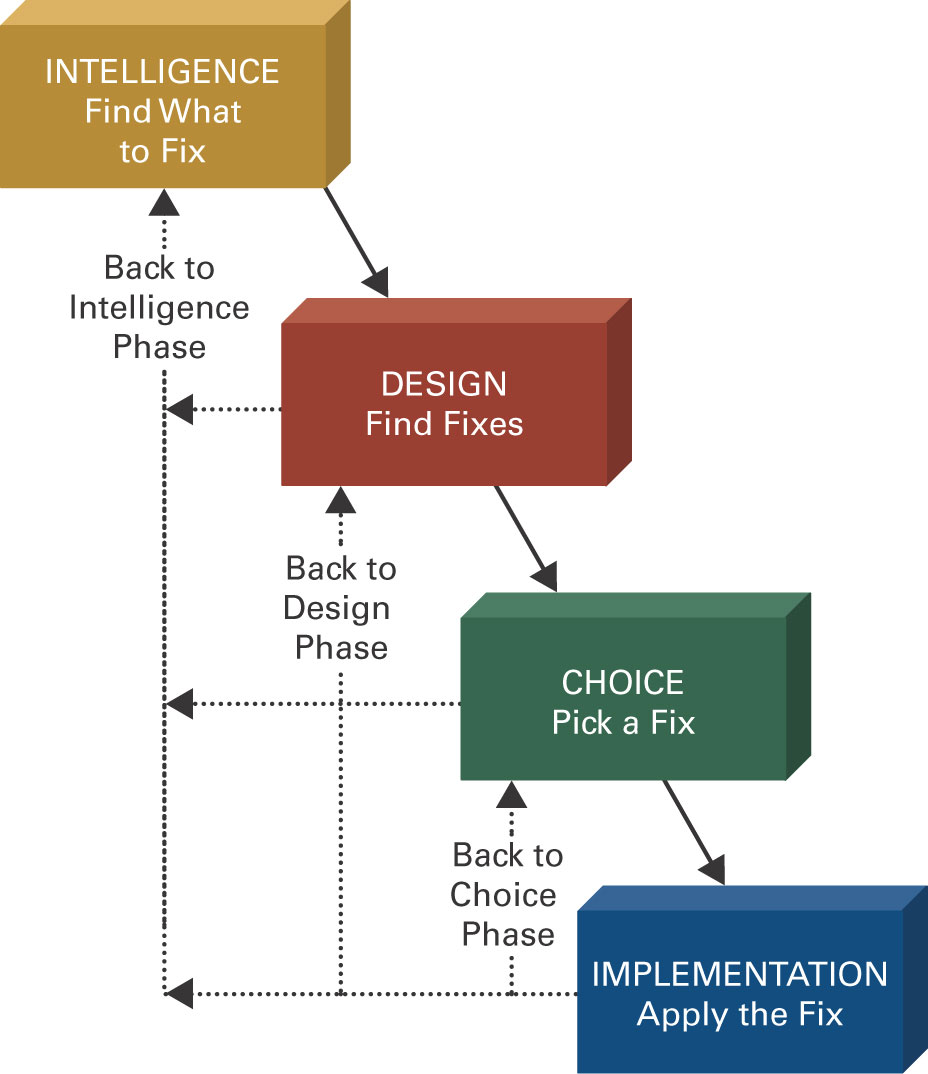 INTELLIGENCE
Find What
to Fix
Back to
Intelligence
Phase
DESIGN
Find Fixes
Back to
Design
Phase
CHOICE
Pick a Fix
Back to
Choice
Phase
IMPLEMENTATION
Apply the Fix